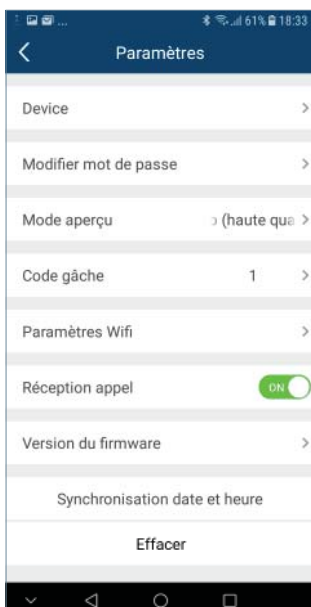 61% 18:33
Paramètres
Device
Modifier mot de passe
Mode aperçu (haute qua
Code gâche 1
Paramètres Wifi
Réception appel ON
Version du firmware
Synchronisation date et heure
Effacer